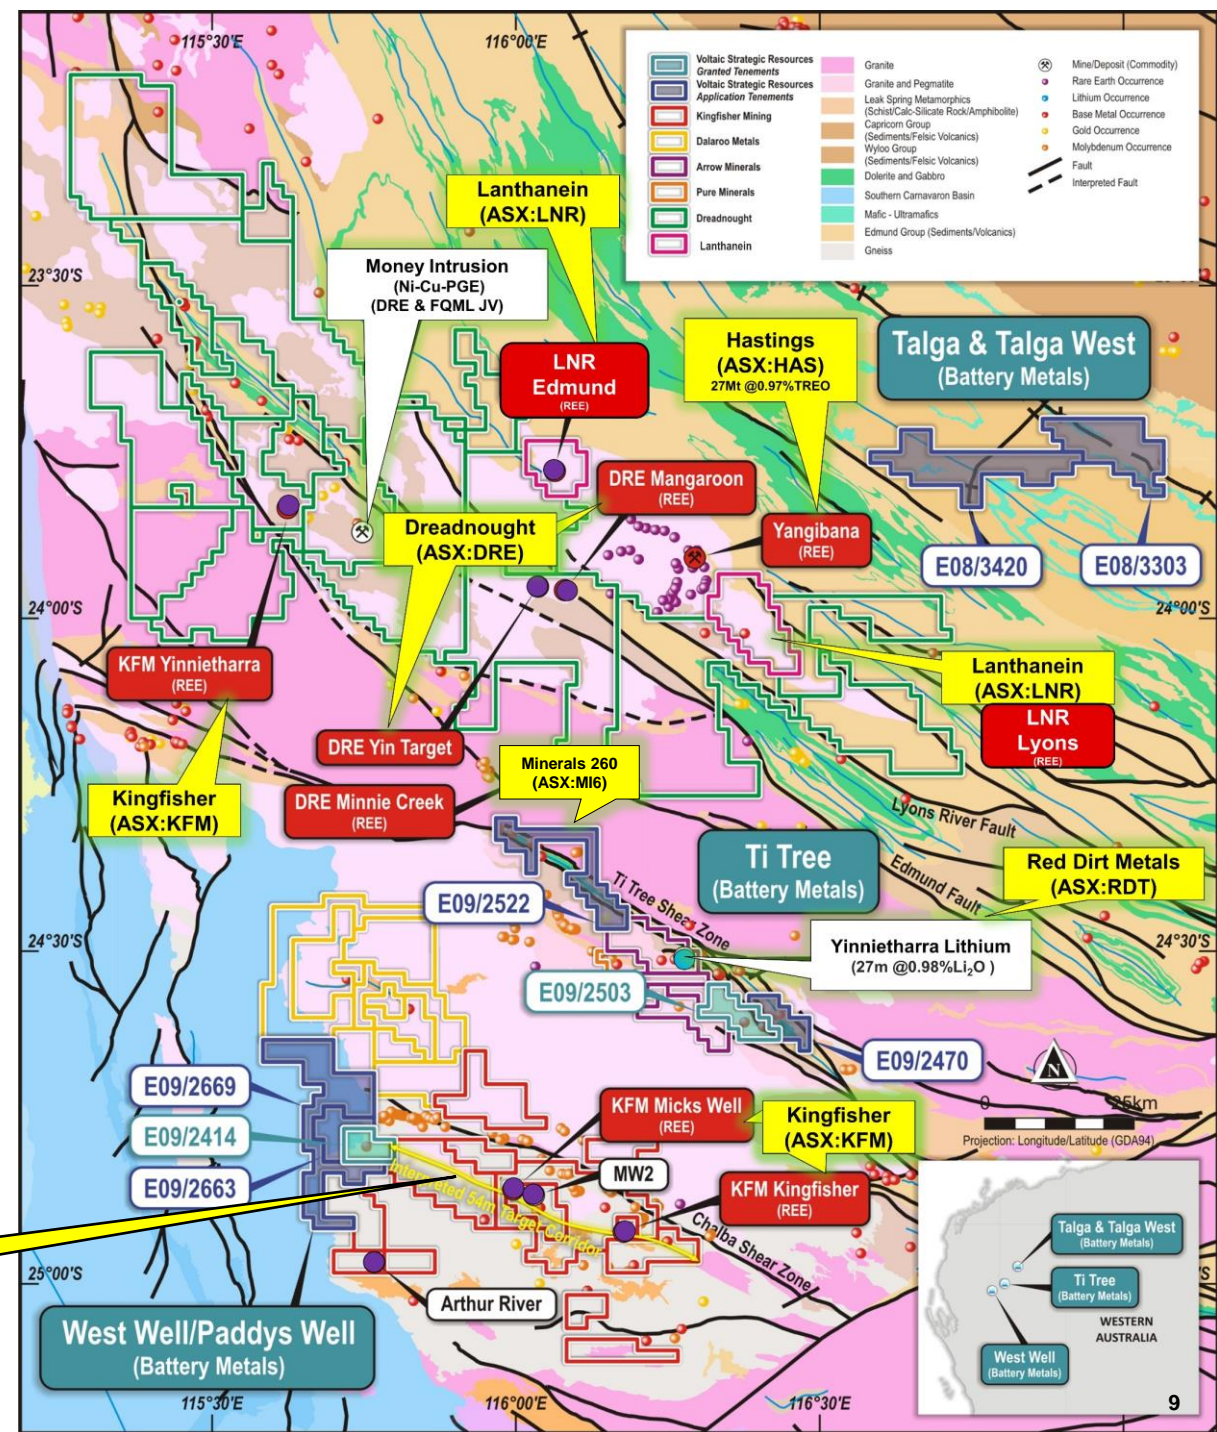 115°30'E
116°00'E
Voltaic Strategic Resources
Granted Tenements
Voltaic Strategic Resources
Application Tenements
Kingfisher Mining
Dalaroo Metals
Arrow Minerals
Pure Minerals
Dreadnought
Lanthanein
Granite
Granite and Pegmatite
Leak Spring Metamorphics
(Schist/Calc-Silicate Rock/Amphibolite)
Capricorn Group
(Sediments/Felsic Volcanics)
Wyloo Group
(Sediments/Felsic Volcanics)
Dolerite and Gabbro
Southern Carnavaron Basin
Mafic - Ultramafics
Edmund Group (Sediments/Volcanics)
Gneiss
Mine/Deposit (Commodity)
Rare Earth Occurrence
Lithium Occurrence
Base Metal Occurrence
Gold Occurrence
Molybdenum Occurrence
Fault
Interpreted Fault
Lanthanein
(ASX:LNR)
23°30'S
Money Intrusion
(Ni-Cu-PGE)
(DRE & FQML JV)
LNR
Edmund
(REE)
Hastings
(ASX:HAS)
27Mt @0.97%TREO
Talga & Talga West
(Battery Metals)
DRE Mangaroon
(REE)
Dreadnought
(ASX:DRE)
Yangibana
(REE)
E08/3420
E08/3303
24°00'S
24°00'S
KFM Yinnietharra
(REE)
Lanthanein
(ASX:LNR)
LNR
Lyons
(REE)
DRE Yin Target
Minerals 260
(ASX:MI6)
Kingfisher
(ASX:KFM)
DRE Minnie Creek
(REE)
Lyons River Fault
Ti Tree
(Battery Metals)
Edmund Fault
Red Dirt Metals
(ASX:RDT)
Ti Tree Shear Zone
E09/2522
24°30'S
24°30'S
Yinnietharra Lithium
(27m @0.98%Li₂O )
E09/2503
E09/2470
N
0
25km
Projection: Longitude/Latitude (GDA94)
E09/2669
E09/2414
E09/2663
KFM Micks Well
(REE)
Kingfisher
(ASX:KFM)
MW2
KFM Kingfisher
(REE)
Interpreted 54m Target Corridor
Chalba Shear Zone
25°00'S
Arthur River
West Well/Paddys Well
(Battery Metals)
Talga & Talga West
(Battery Metals)
Ti Tree
(Battery Metals)
WESTERN
AUSTRALIA
West Well
(Battery Metals)
115°30'E
116°00'E
116°30'E
9